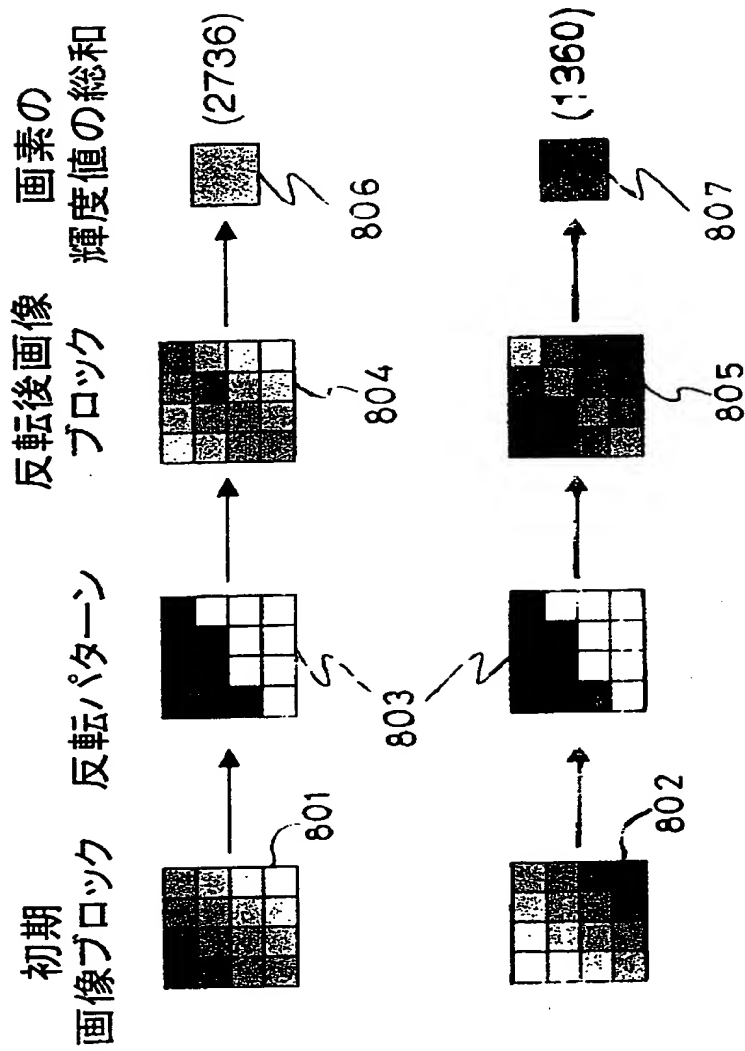 初期
画像ブロック
反転パターン
反転後画像
ブロック
画素の
輝度値の総和
801
803
804
806
(2736)
802
805
807
(1360)